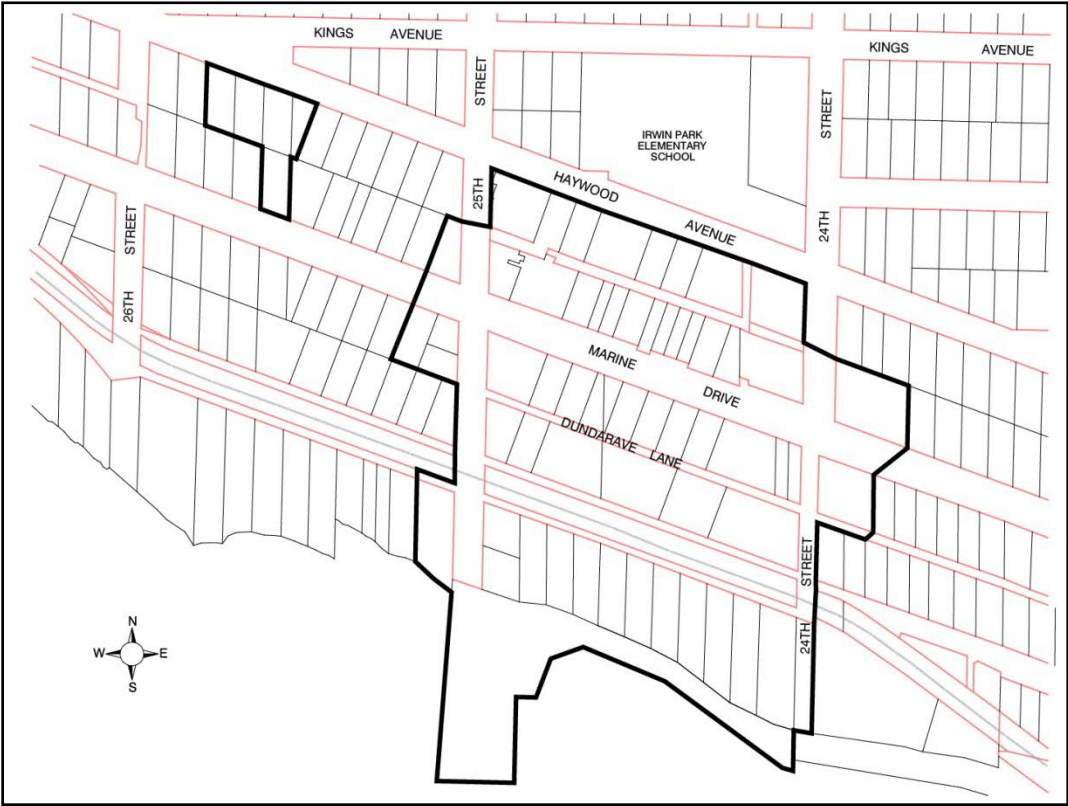 KINGS AVENUE
KINGS AVENUE
STREET
STREET
IRWIN PARK
ELEMENTARY
SCHOOL
HAYWOOD AVENUE
25TH
24TH
STREET
26TH
MARINE DRIVE
DUNDARAVE LANE
STREET
24TH
N
W E
S